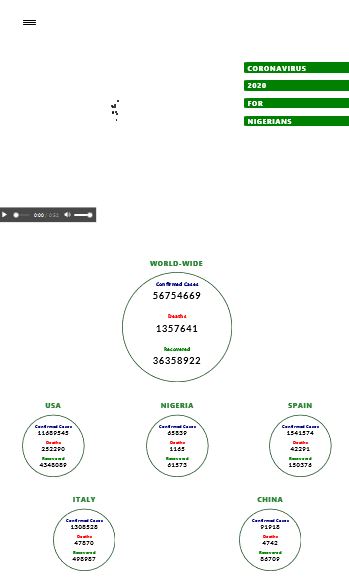 CORONAVIRUS
2020
FOR
NIGERIANS
0:00 / 0:52
WORLD-WIDE
Confirmed Cases
56754669
Deaths
1357641
Recovered
36358922
USA
NIGERIA
SPAIN
Confirmed Cases
11689545
Deaths
252290
Recovered
4348089
Confirmed Cases
65839
Deaths
1165
Recovered
61573
Confirmed Cases
1541574
Deaths
42291
Recovered
150376
ITALY
CHINA
Confirmed Cases
1308528
Deaths
47870
Recovered
498987
Confirmed Cases
91918
Deaths
4742
Recovered
86709